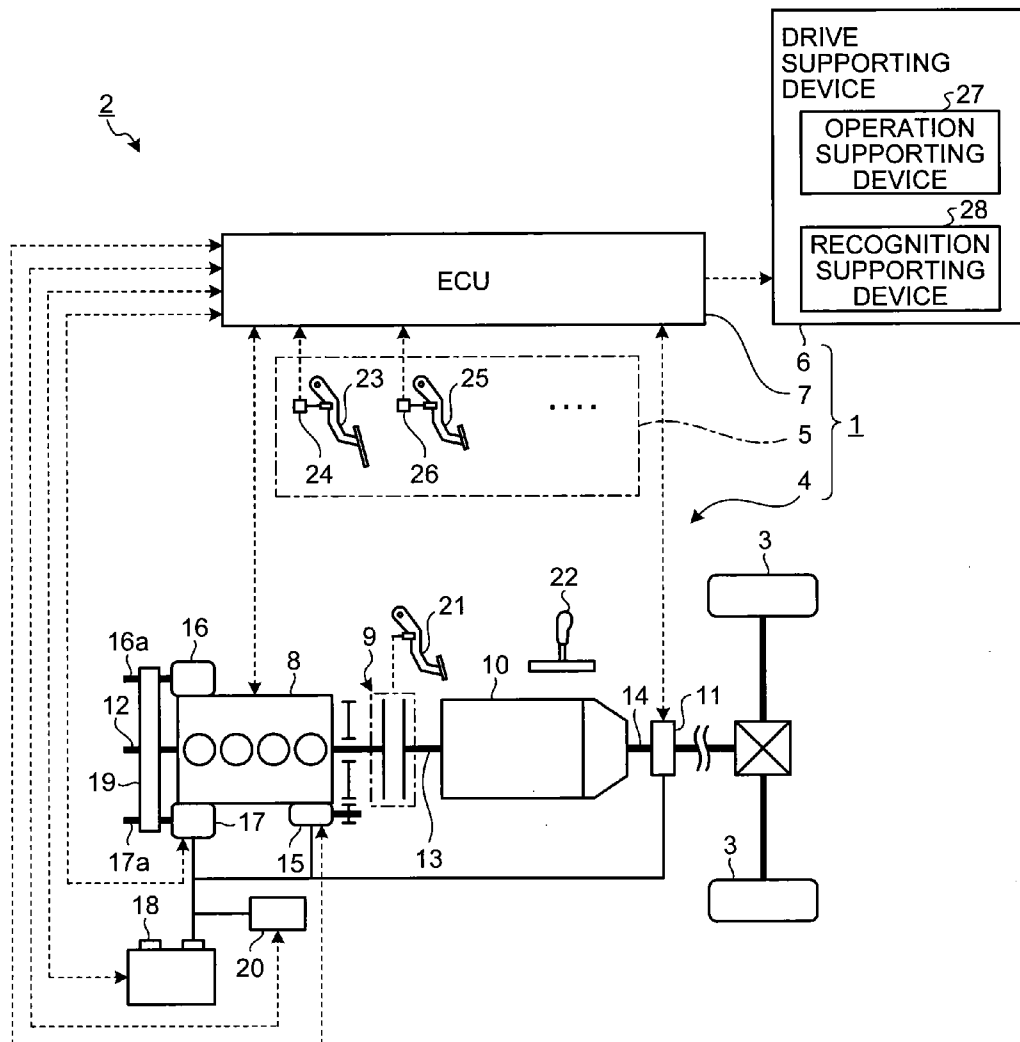 DRIVE
SUPPORTING
DEVICE
27
OPERATION
SUPPORTING
DEVICE
28
RECOGNITION
SUPPORTING
DEVICE
2
ECU
6
7
5
4
1
23
25
24
26
....
3
22
21
16
16a
8
9
10
11
12
14
19
17
17a
15
13
3
18
20